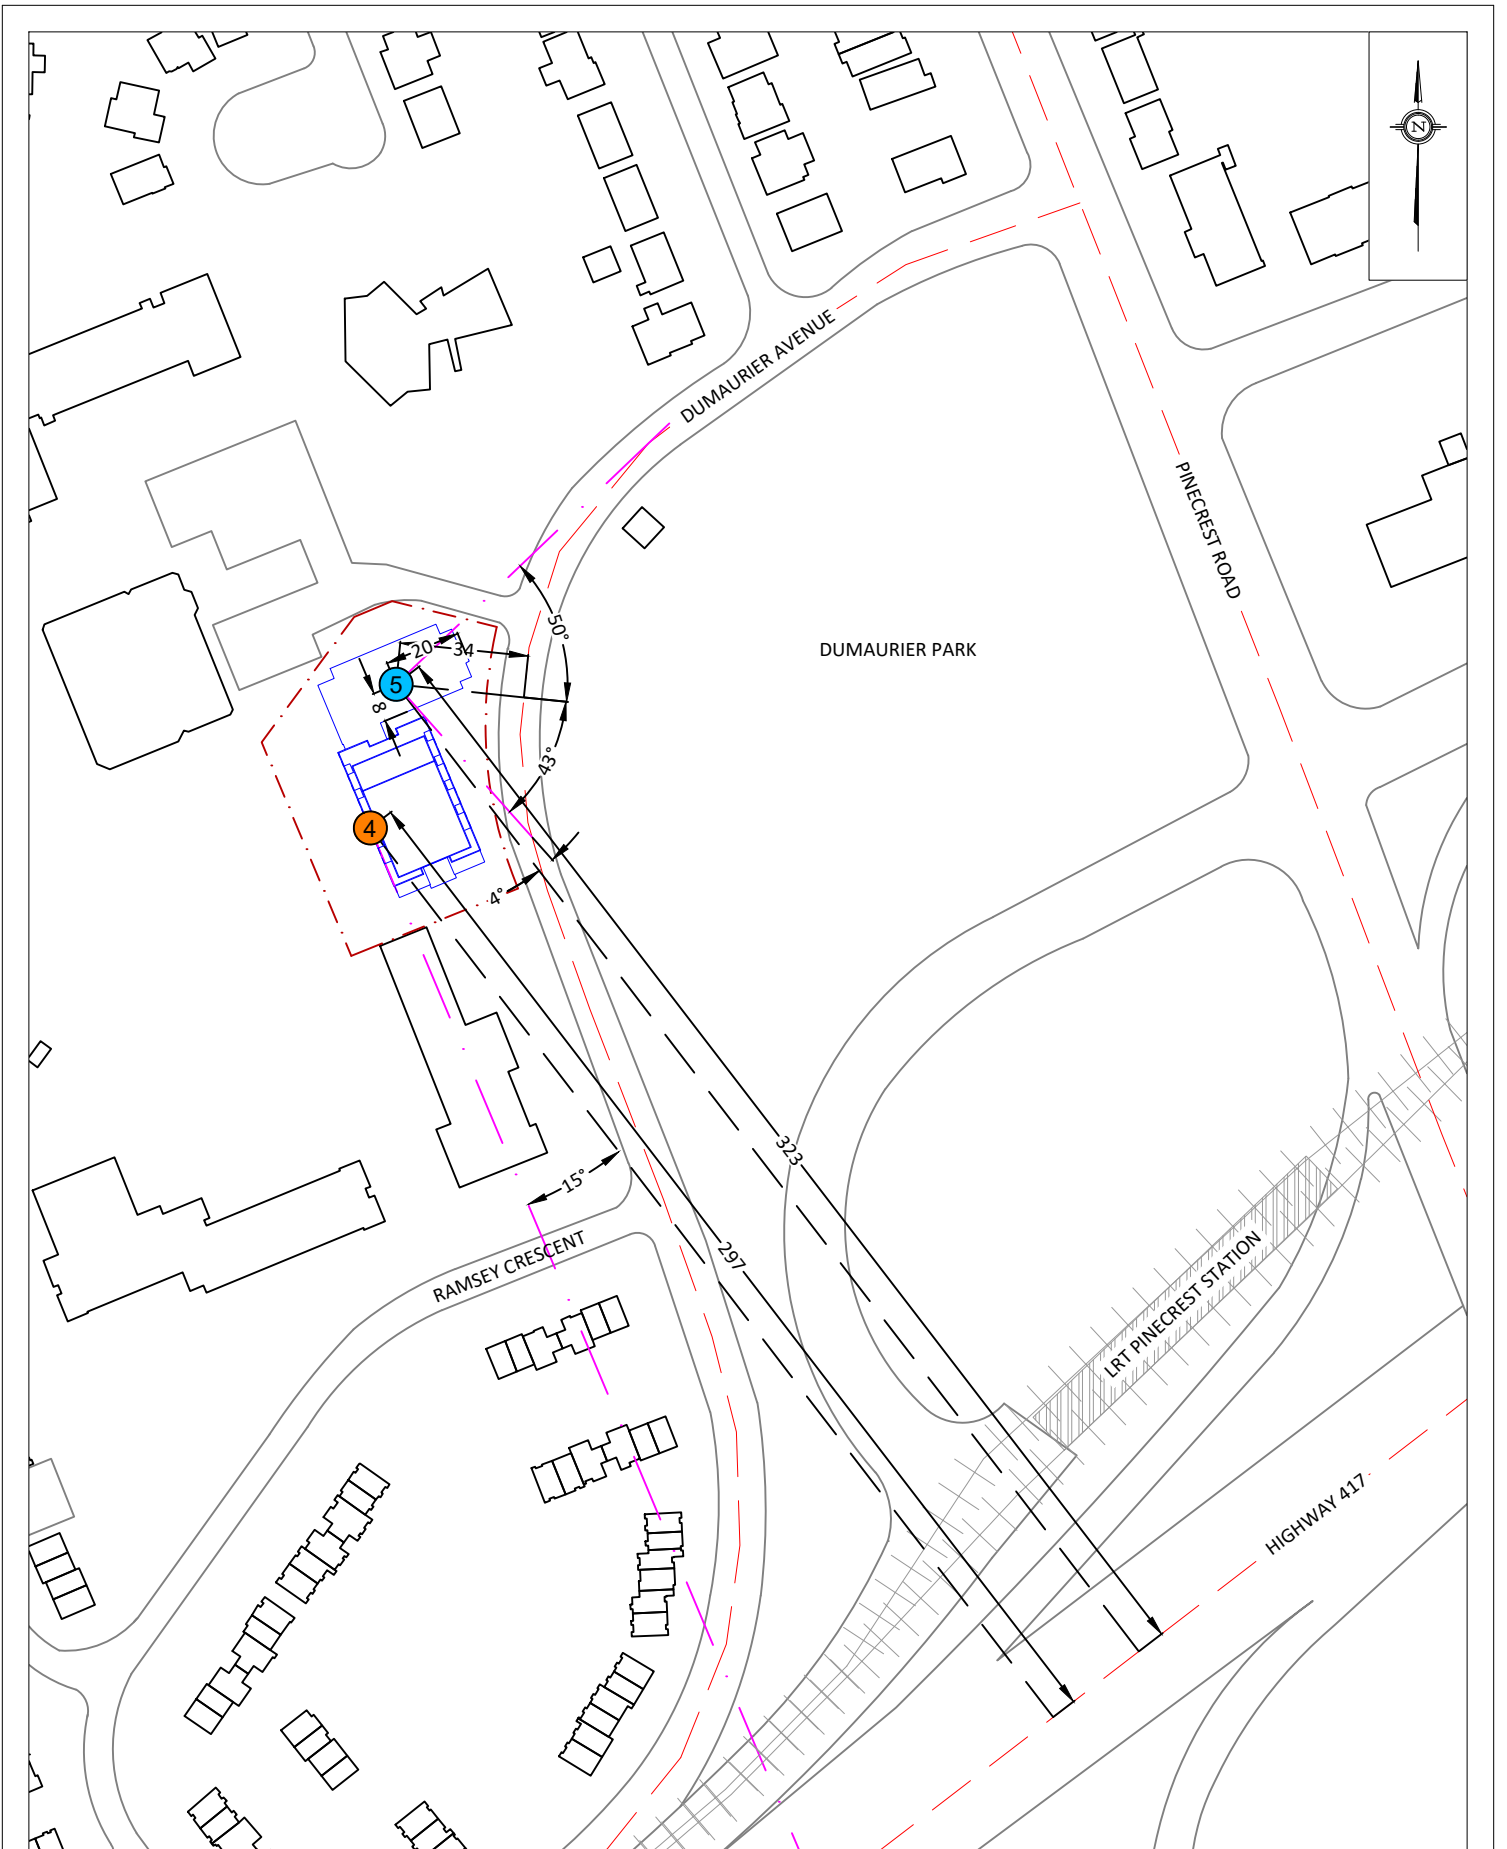 N
DUMAURIER AVENUE
PINECREST ROAD
50°
20
34
DUMAURIER PARK
5
8
43°
4
4°
323
15°
297
RAMSEY CRESCENT
LRT PINECREST STATION
HIGHWAY 417